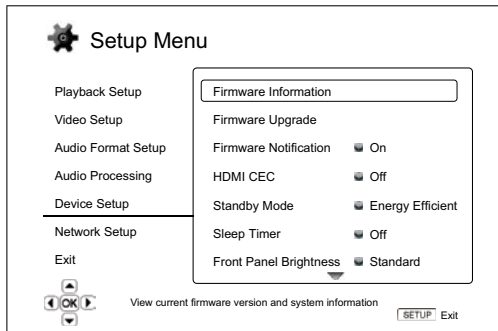 Setup Menu
Playback Setup
Video Setup
Audio Format Setup
Audio Processing
Device Setup
Network Setup
Exit
Firmware Information
Firmware Upgrade
Firmware Notification On
HDMI CEC Off
Standby Mode Energy Efficient
Sleep Timer Off
Front Panel Brightness Standard
OK
View current firmware version and system information
SETUP Exit